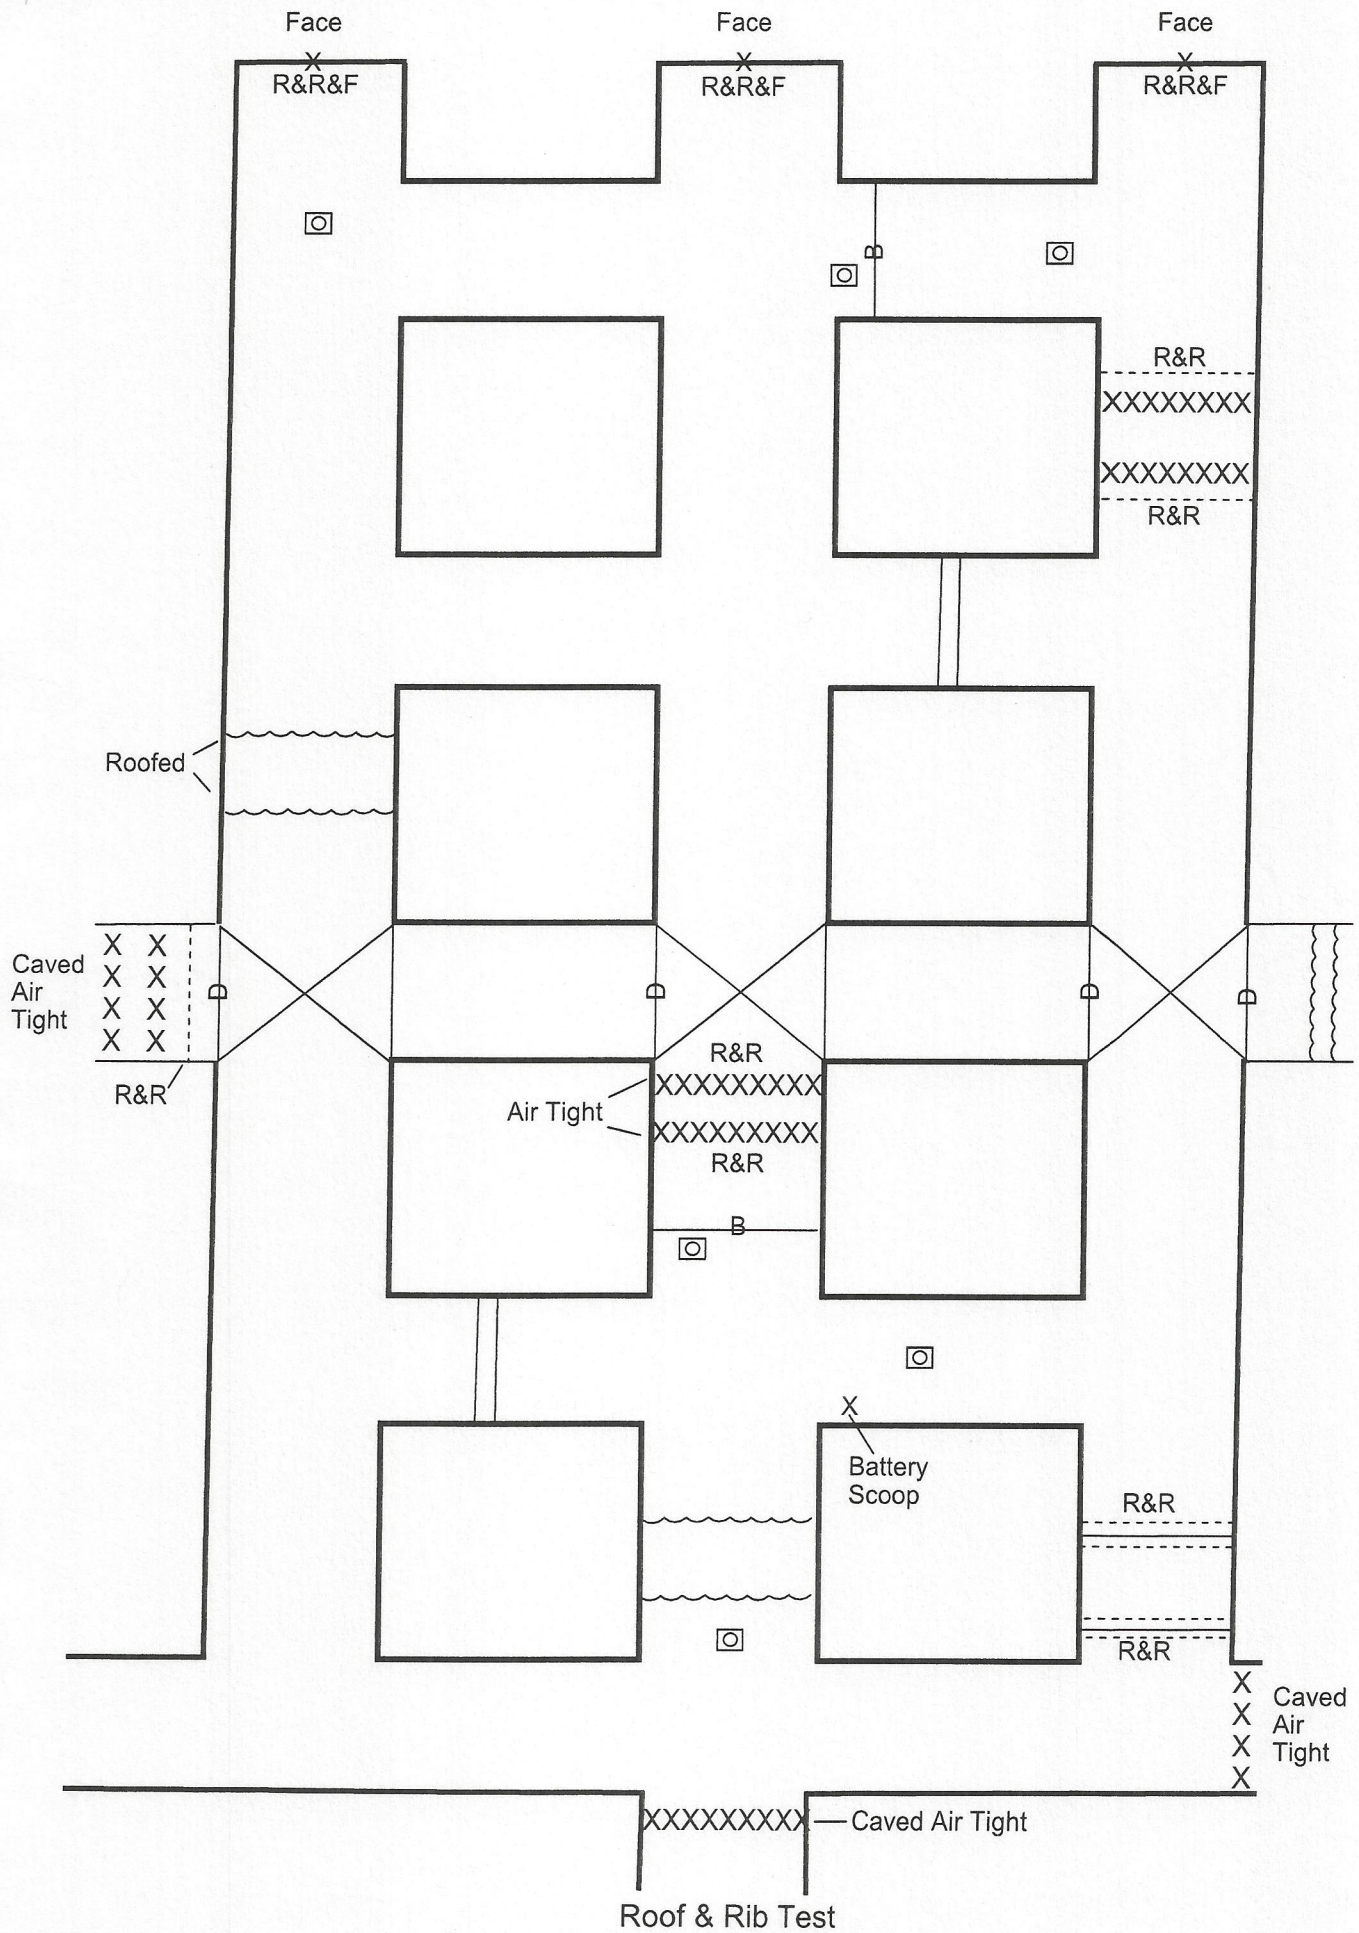 Face
Face
Face
X
X
X
R&R&F
R&R&F
R&R&F
B
R&R
XXXXXXXX
XXXXXXXX
R&R
Roofed
Caved
Air
Tight
X X
X X
X X
X X
D
D
D
D
R&R
R&R
XXXXXXXXX
Air Tight
XXXXXXXXX
R&R
B
X
Battery
Scoop
R&R
R&R
X
X
X
X
Caved
Air
Tight
XXXXXXXXX
Caved Air Tight
Roof & Rib Test